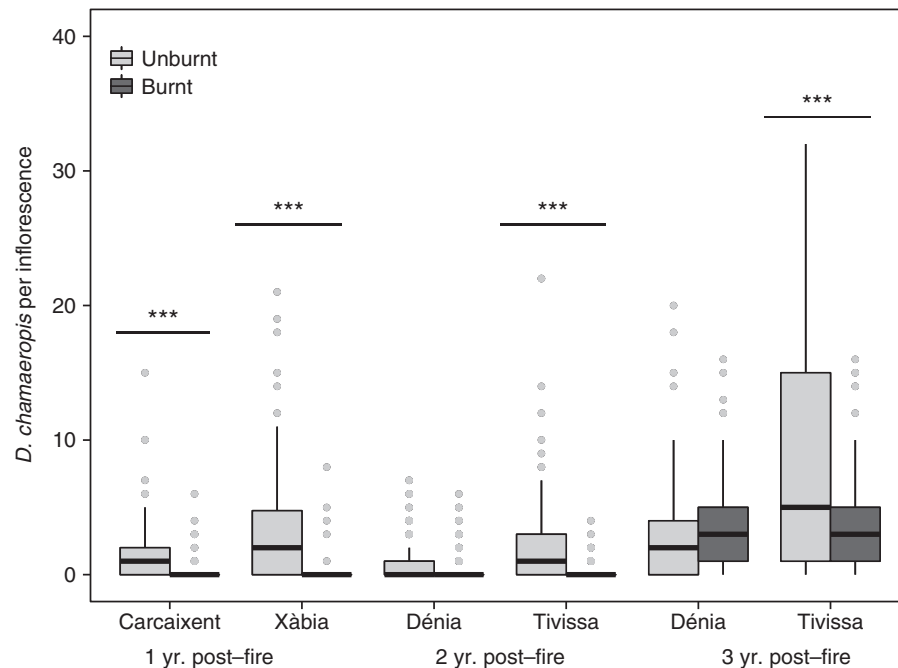 40
30
20
10
0
D. chamaeropis per inflorescence
Unburnt
Burnt
***
***
***
***
Carcaixent Xàbia Dénia Tivissa Dénia Tivissa
1 yr. post–fire 2 yr. post–fire 3 yr. post–fire